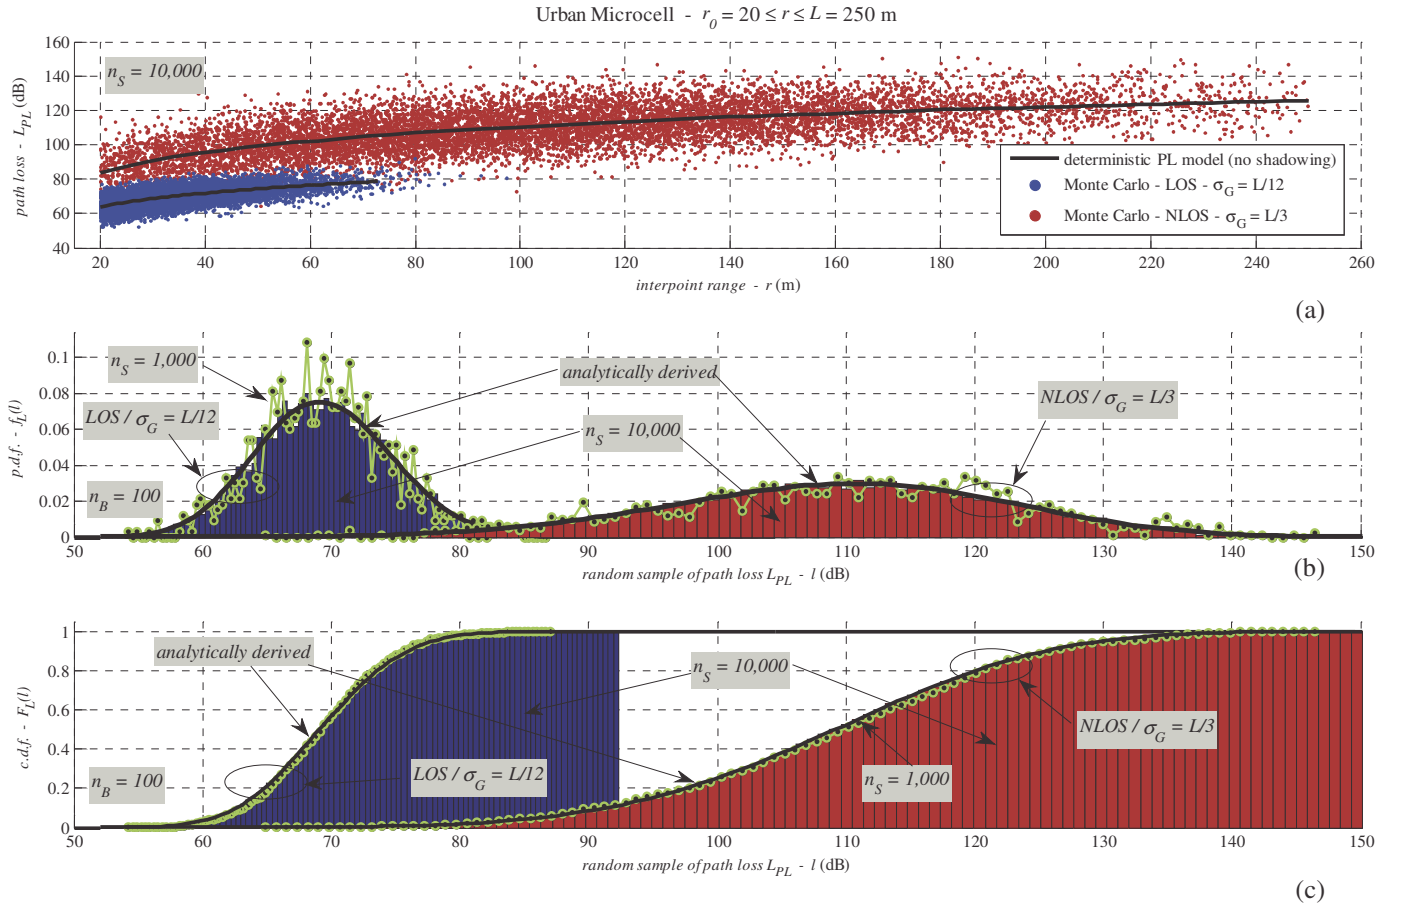 Urban Microcell - r0 = 20 ≤ r ≤ L = 250 m
160
140
120
100
80
60
40
path loss - LPL (dB)
nS = 10,000
deterministic PL model (no shadowing)
Monte Carlo - LOS - σG = L/12
Monte Carlo - NLOS - σG = L/3
20 40 60 80 100 120 140 160 180 200 220 240 260
interpoint range - r (m)
(a)
0.1
0.08
0.06
0.04
0.02
0
p.d.f. - fL(l)
nS = 1,000
analytically derived
NLOS / σG = L/3
LOS / σG = L/12
nS = 10,000
nB = 100
50 60 70 80 90 100 110 120 130 140 150
random sample of path loss LPL - l (dB)
(b)
1
0.8
0.6
0.4
0.2
0
c.d.f. - FL(l)
analytically derived
nS = 10,000
NLOS / σG = L/3
LOS / σG = L/12
nS = 1,000
nB = 100
50 60 70 80 90 100 110 120 130 140 150
random sample of path loss LPL - l (dB)
(c)